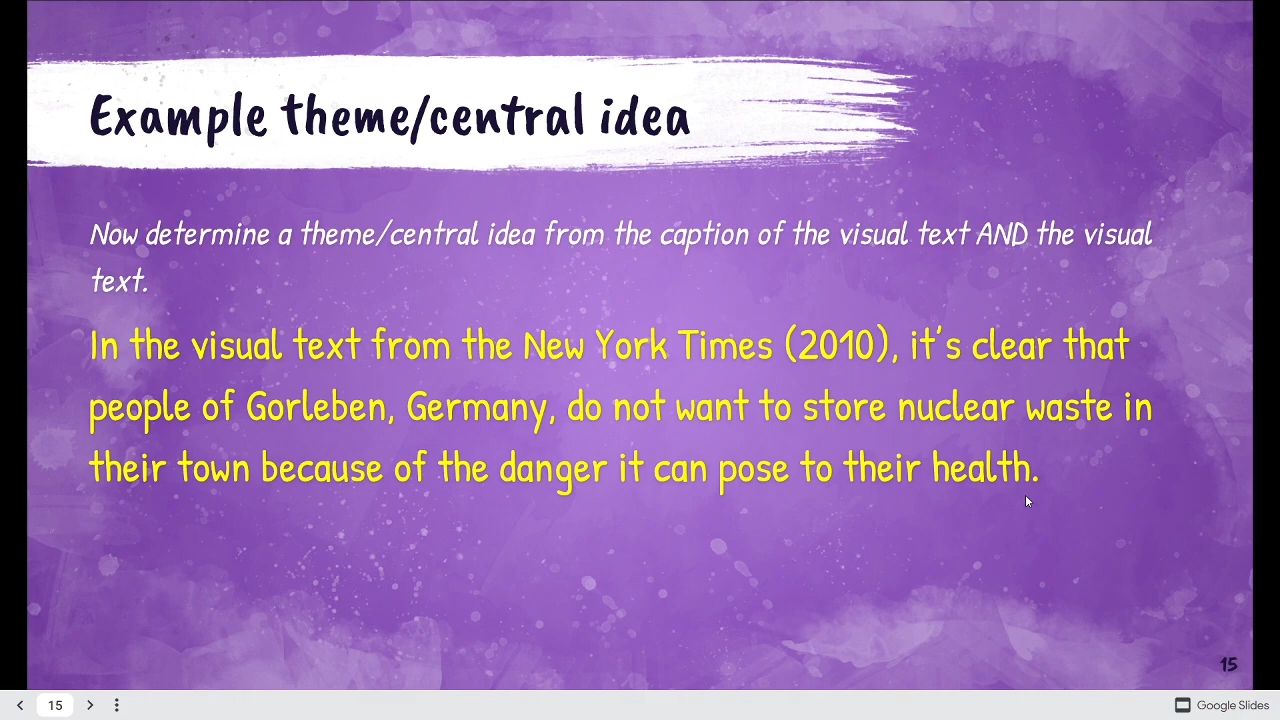 Example theme/central idea
Now determine a theme/central idea from the caption of the visual text AND the visual
text.
In the visual text from the New York Times (2010), it's clear that
people of Gorleben, Germany, do not want to store nuclear waste in
their town because of the danger it can pose to their health.
15
15
Google Slides